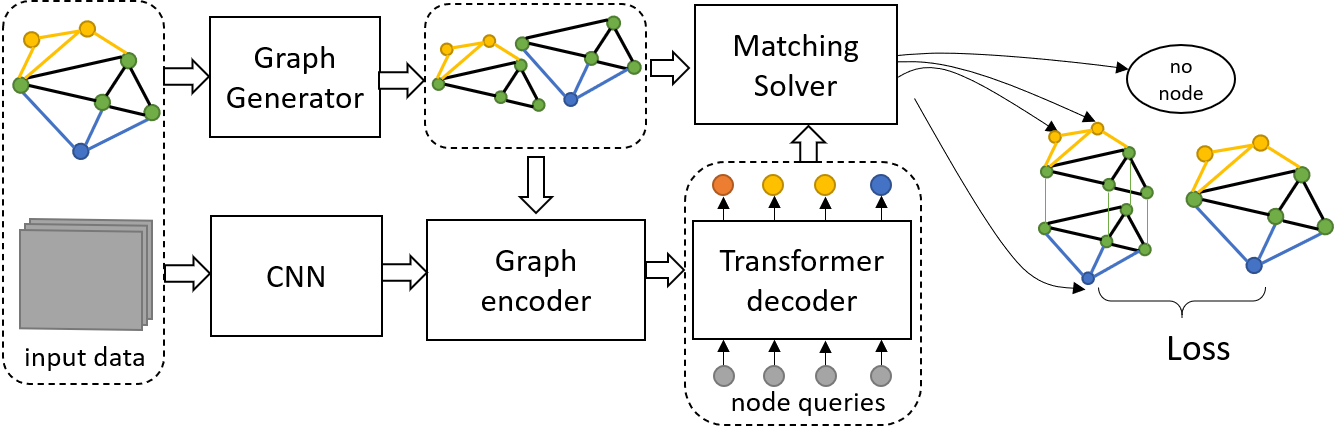 Graph
Generator
Matching
Solver
no
node
input data
CNN
Graph
encoder
Transformer
decoder
node queries
Loss